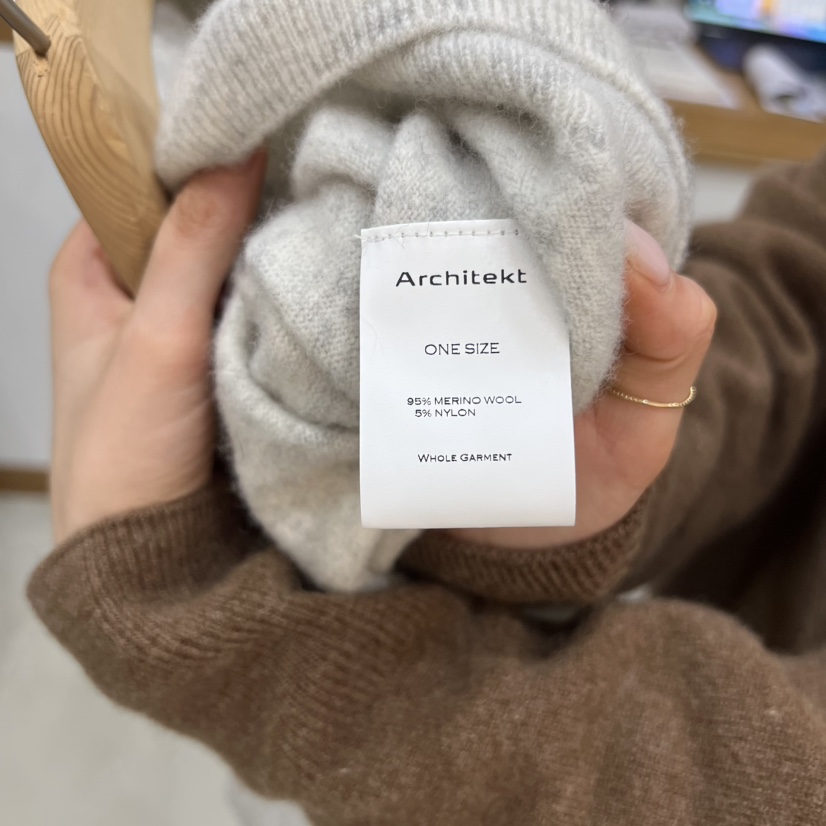 Architekt
ONE SIZE
95% MERINO WOOL
5% NYLON
WHOLE GARMENT